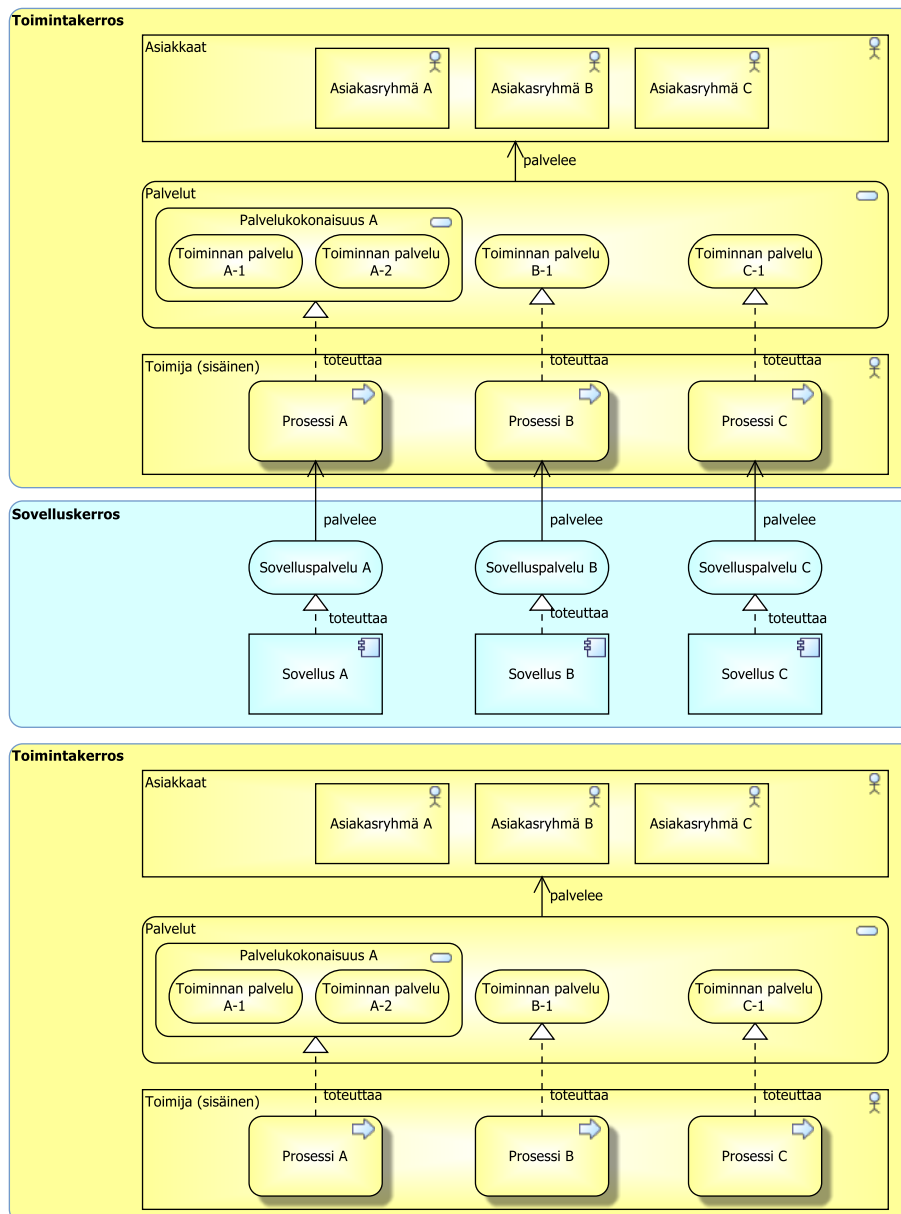 Toimintakerros
Asiakkaat
Asiakasryhmä A
Asiakasryhmä B
Asiakasryhmä C
palvelee
Palvelut
Palvelukokonaisuus A
Toiminnan palvelu
A-1
Toiminnan palvelu
A-2
Toiminnan palvelu
B-1
Toiminnan palvelu
C-1
toteuttaa
toteuttaa
toteuttaa
Toimija (sisäinen)
Prosessi A
Prosessi B
Prosessi C
Sovelluskerros
palvelee
palvelee
palvelee
Sovelluspalvelu A
Sovelluspalvelu B
Sovelluspalvelu C
toteuttaa
toteuttaa
toteuttaa
Sovellus A
Sovellus B
Sovellus C
Toimintakerros
Asiakkaat
Asiakasryhmä A
Asiakasryhmä B
Asiakasryhmä C
palvelee
Palvelut
Palvelukokonaisuus A
Toiminnan palvelu
A-1
Toiminnan palvelu
A-2
Toiminnan palvelu
B-1
Toiminnan palvelu
C-1
toteuttaa
toteuttaa
toteuttaa
Toimija (sisäinen)
Prosessi A
Prosessi B
Prosessi C